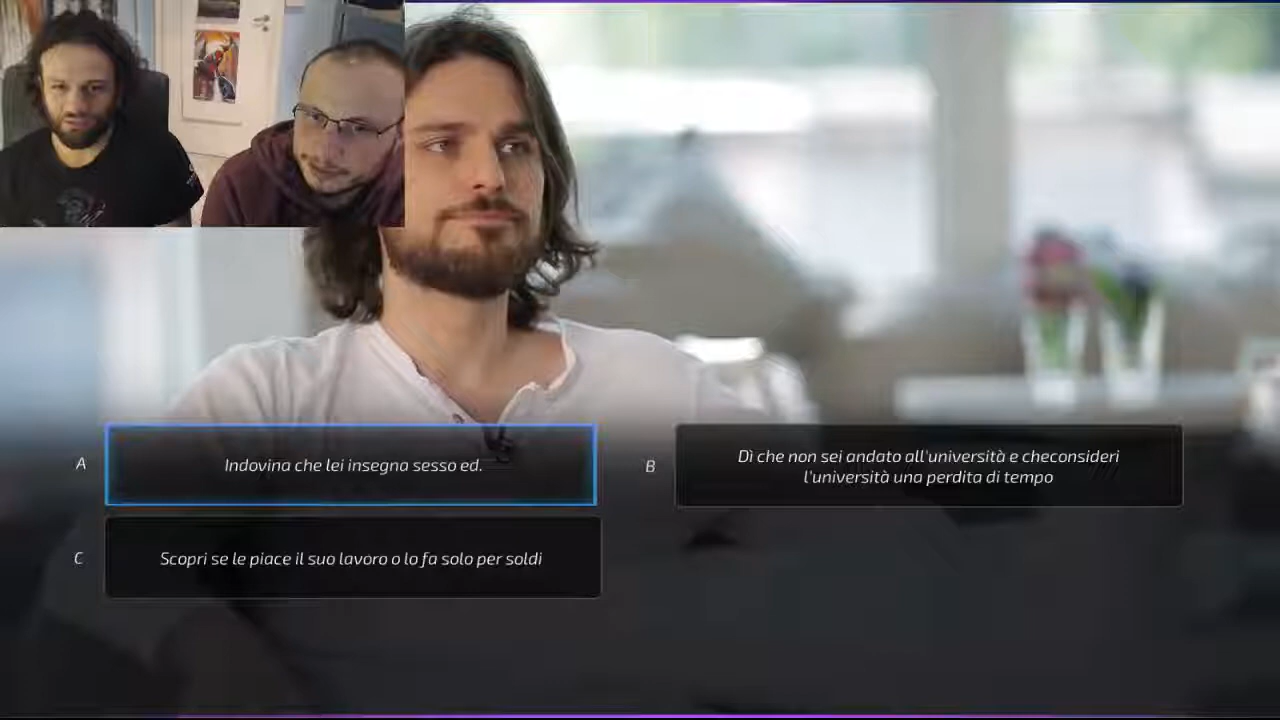 A
Indovina che lei insegna sesso ed.
B
Dì che non sei andato all'università e checonsideri
l'università una perdita di tempo
C
Scopri se le piace il suo lavoro o lo fa solo per soldi